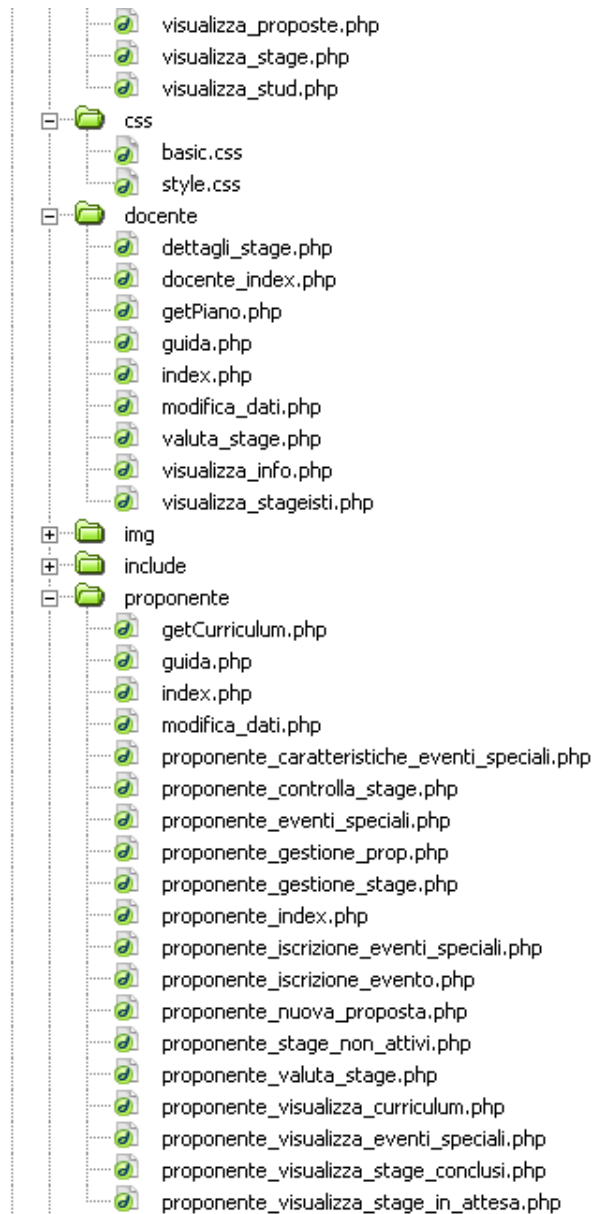 visualizza_proposte.php
visualizza_stage.php
visualizza_stud.php
css
basic.css
style.css
docente
dettagli_stage.php
docente_index.php
getPiano.php
guida.php
index.php
modifica_dati.php
valuta_stage.php
visualizza_info.php
visualizza_stageisti.php
img
include
proponente
getCurriculum.php
guida.php
index.php
modifica_dati.php
proponente_caratteristiche_eventi_speciali.php
proponente_controlla_stage.php
proponente_eventi_speciali.php
proponente_gestione_prop.php
proponente_gestione_stage.php
proponente_index.php
proponente_iscrizione_eventi_speciali.php
proponente_iscrizione_evento.php
proponente_nuova_proposta.php
proponente_stage_non_attivi.php
proponente_valuta_stage.php
proponente_visualizza_curriculum.php
proponente_visualizza_eventi_speciali.php
proponente_visualizza_stage_conclusi.php
proponente_visualizza_stage_in_attesa.php